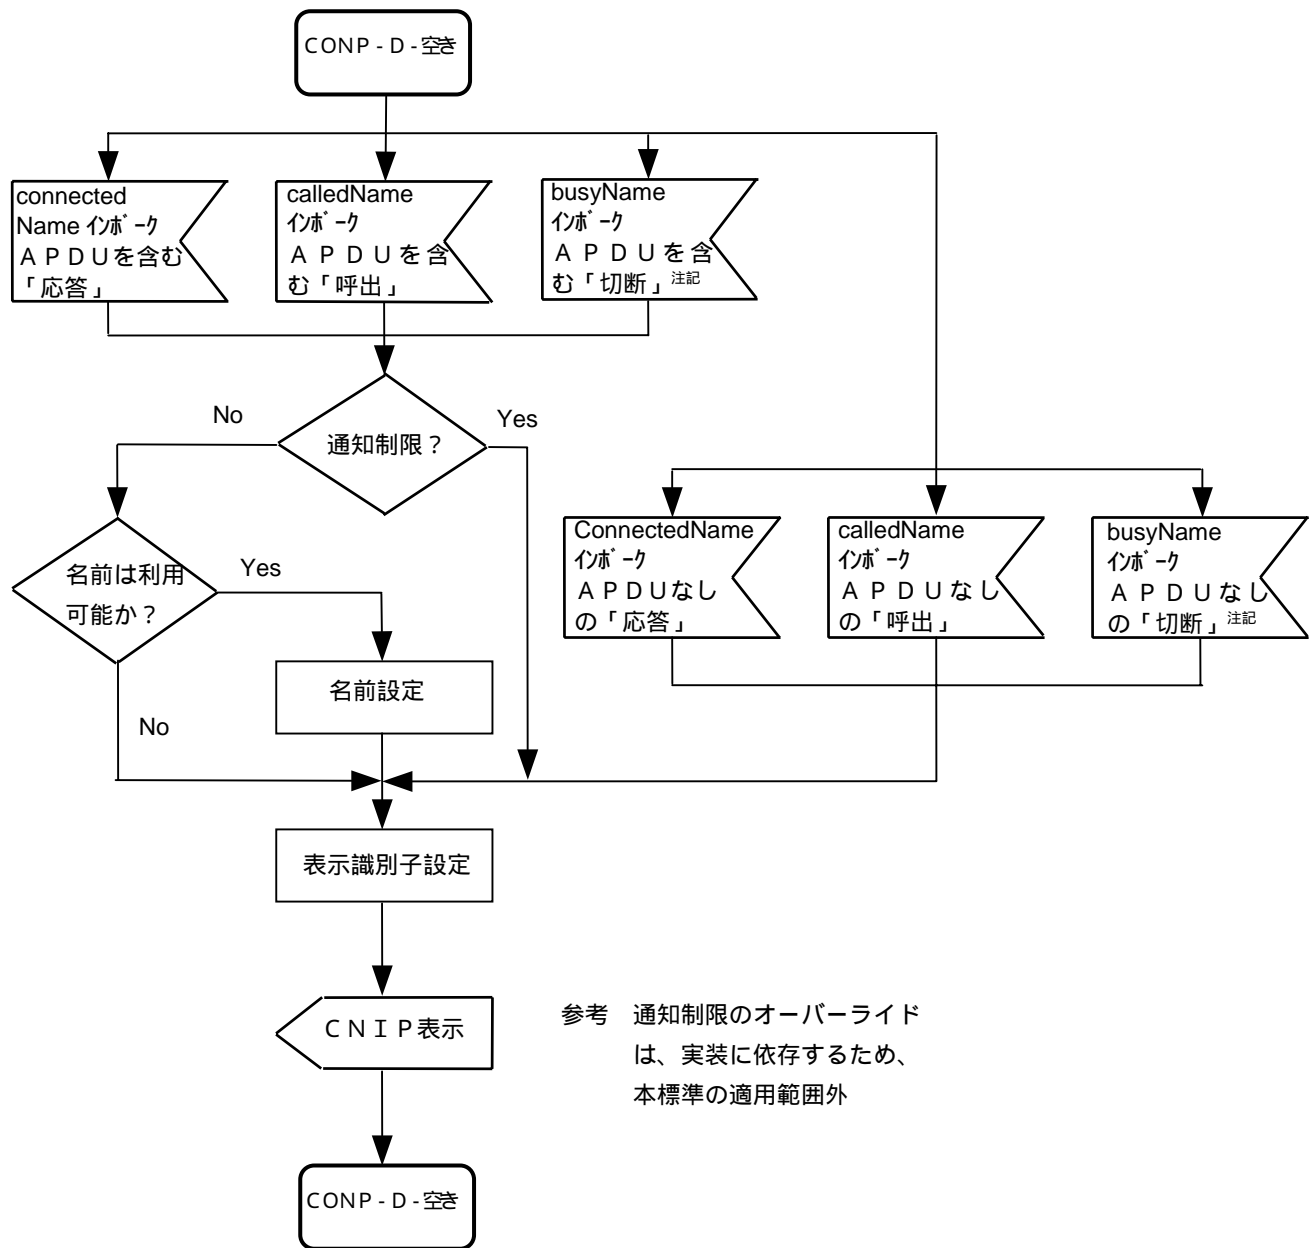 CONP-D-空き
connected
Name インボーク
ＡＰＤＵを含む
「応答」
calledName
インボーク
ＡＰＤＵを含
む「呼出」
busyName
インボーク
ＡＰＤＵを含
む「切断」注記
No
通知制限？
Yes
ConnectedName
インボーク
ＡＰＤＵなし
の「応答」
calledName
インボーク
ＡＰＤＵなし
の「呼出」
busyName
インボーク
ＡＰＤＵなし
の「切断」注記
名前は利用
可能か？
Yes
名前設定
No
表示識別子設定
ＣＮＩＰ表示
参考　通知制限のオーバーライド
は、実装に依存するため、
本標準の適用範囲外
CONP-D-空き